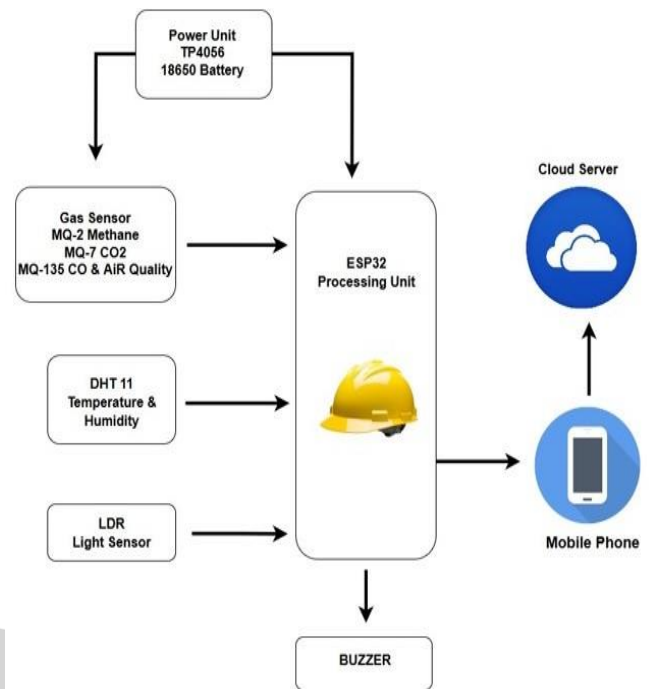 Power Unit
TP4056
18650 Battery
Cloud Server
Gas Sensor
MQ-2 Methane
MQ-7 CO2
MQ-135 CO & AiR Quality
ESP32
Processing Unit
DHT 11
Temperature &
Humidity
LDR
Light Sensor
Mobile Phone
BUZZER